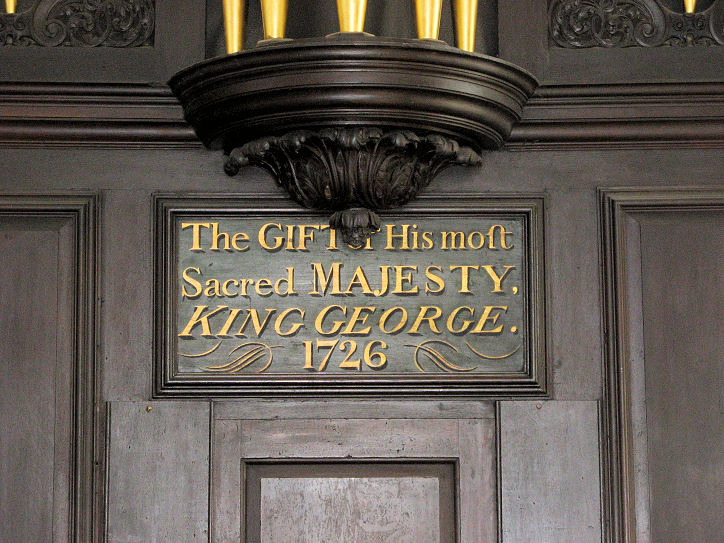 The GIFT of His moſt
Sacred MAJESTY,
KING GEORGE.
1726